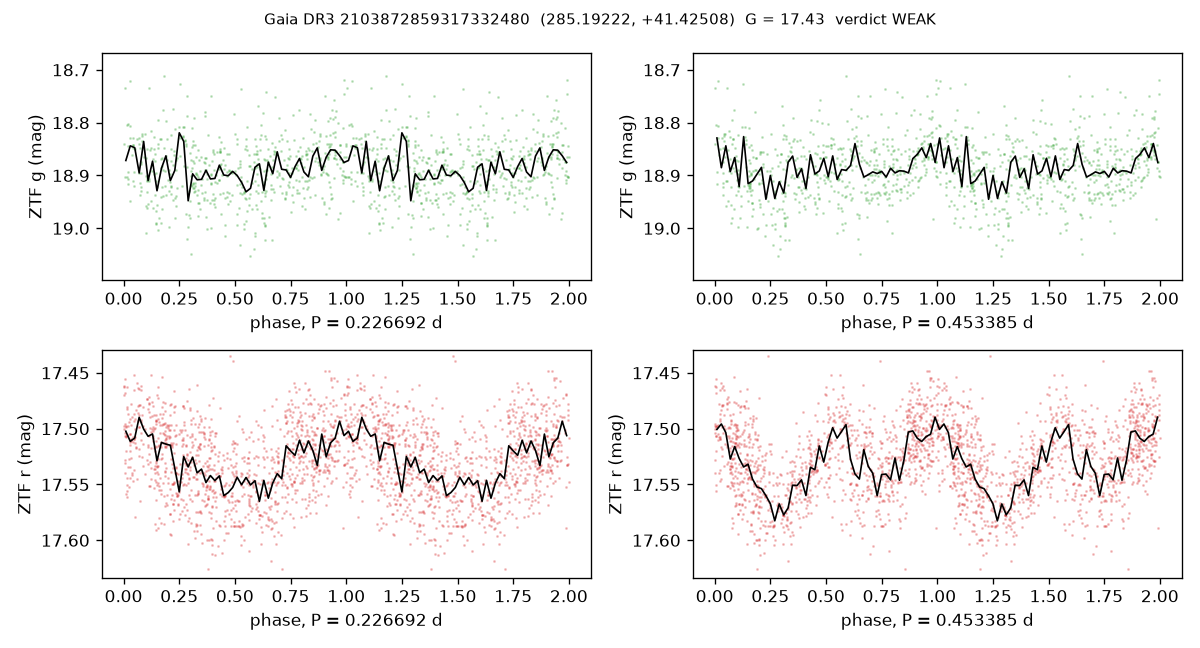 Gaia DR3 2103872859317332480 (285.19222, +41.42508) G = 17.43 verdict WEAK
18.7
18.8
18.9
19.0
ZTF g (mag)
0.00 0.25 0.50 0.75 1.00 1.25 1.50 1.75 2.00
phase, P = 0.226692 d
18.7
18.8
18.9
19.0
ZTF g (mag)
0.00 0.25 0.50 0.75 1.00 1.25 1.50 1.75 2.00
phase, P = 0.453385 d
17.45
17.50
17.55
17.60
ZTF r (mag)
0.00 0.25 0.50 0.75 1.00 1.25 1.50 1.75 2.00
phase, P = 0.226692 d
17.45
17.50
17.55
17.60
ZTF r (mag)
0.00 0.25 0.50 0.75 1.00 1.25 1.50 1.75 2.00
phase, P = 0.453385 d